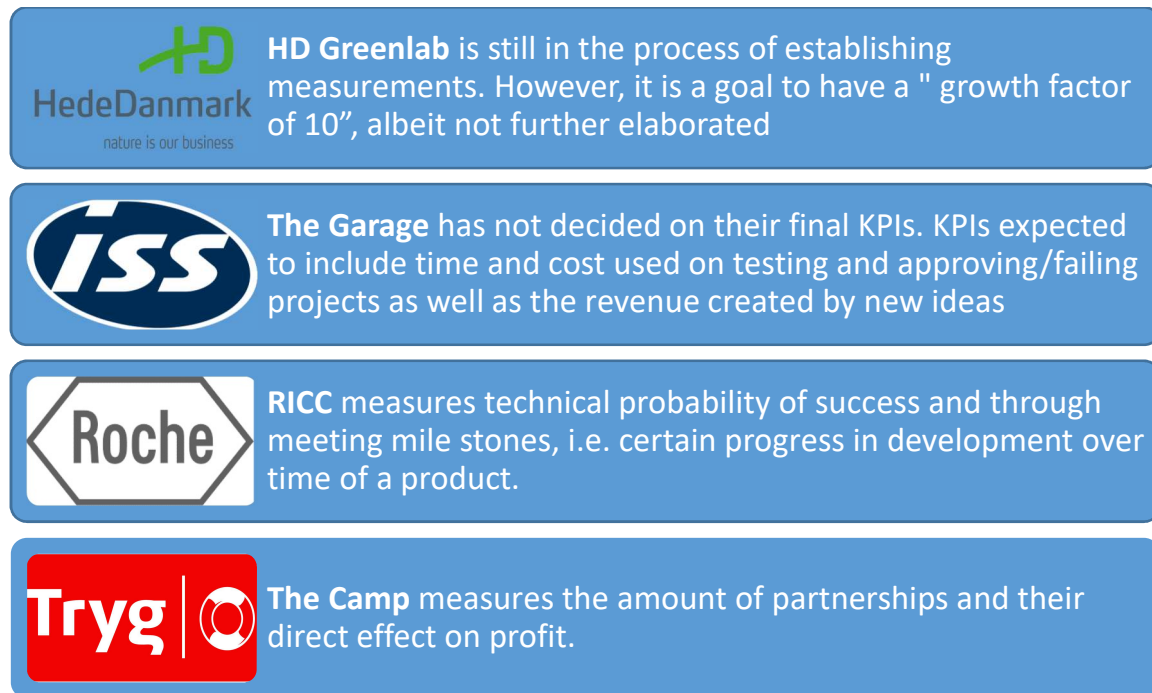 HD
HedeDanmark
nature is our business
HD Greenlab is still in the process of establishing
measurements. However, it is a goal to have a " growth factor
of 10”, albeit not further elaborated
ISS
The Garage has not decided on their final KPIs. KPIs expected
to include time and cost used on testing and approving/failing
projects as well as the revenue created by new ideas
Roche
RICC measures technical probability of success and through
meeting mile stones, i.e. certain progress in development over
time of a product.
Tryg
The Camp measures the amount of partnerships and their
direct effect on profit.